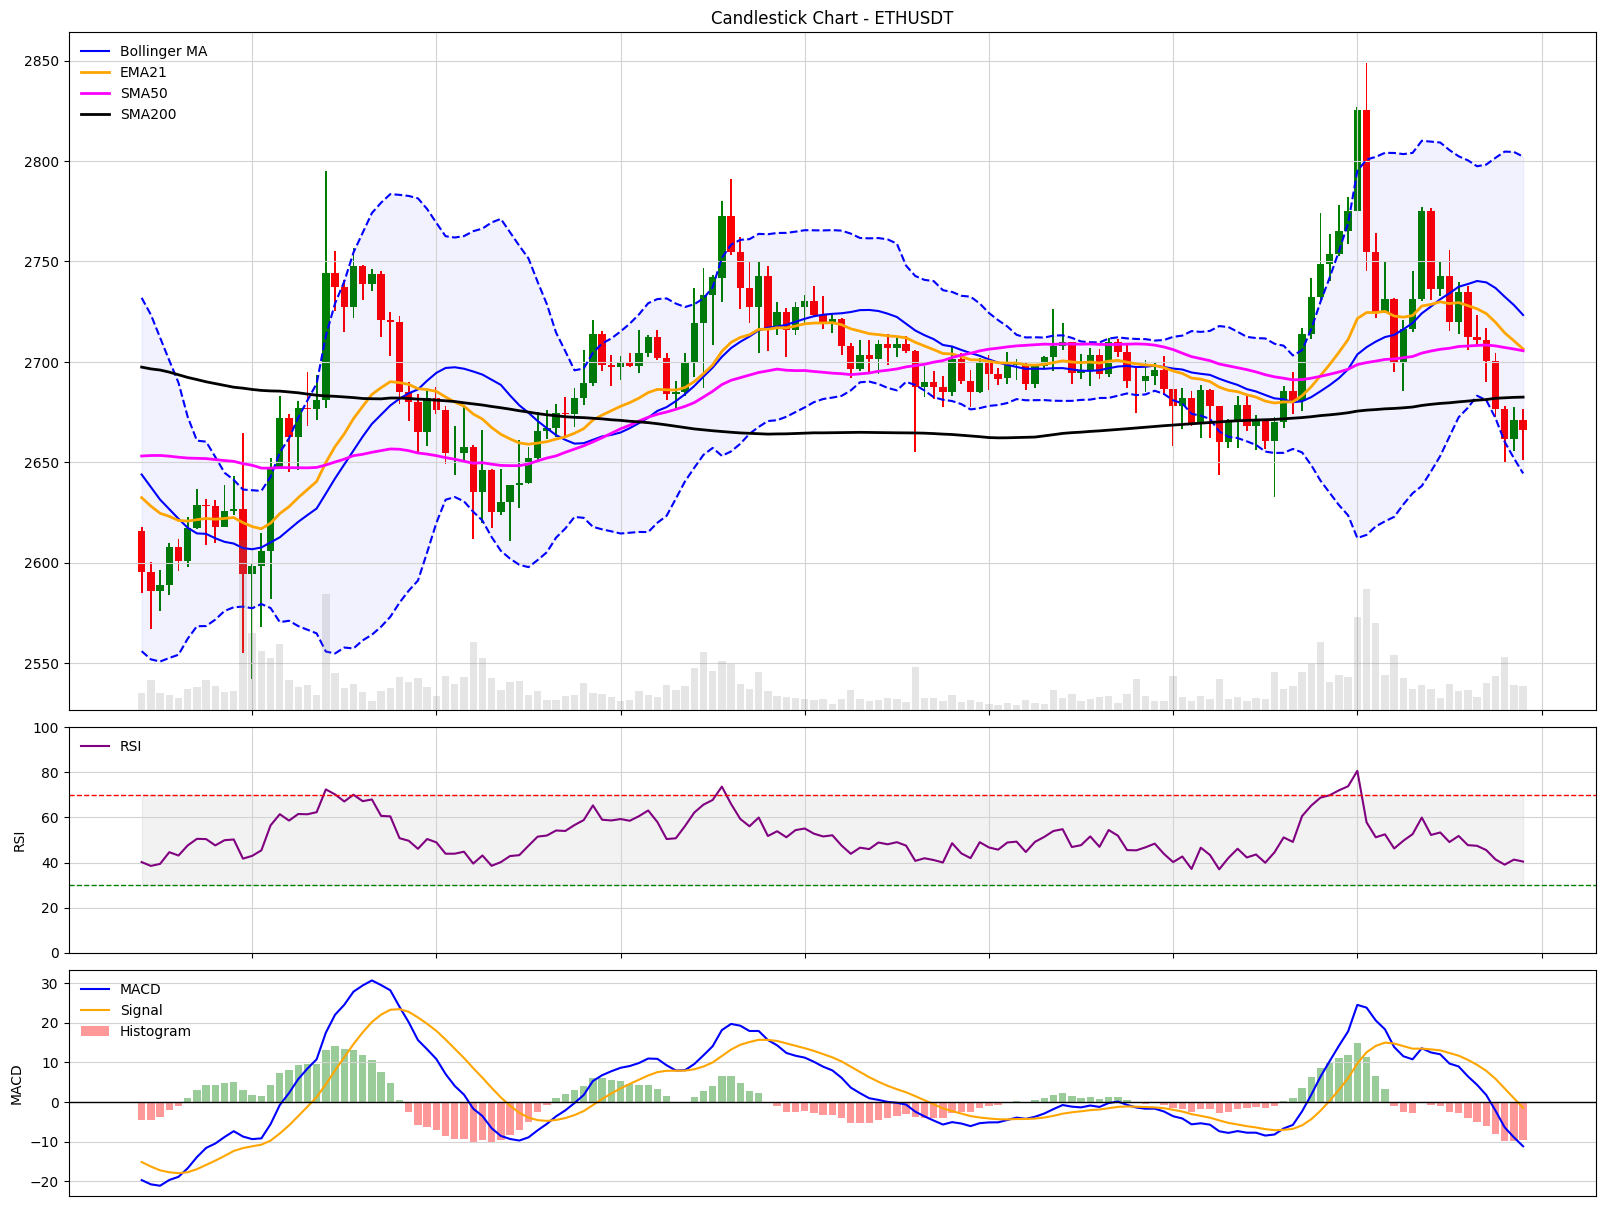 Candlestick Chart - ETHUSDT
Bollinger MA
EMA21
SMA50
SMA200
2850
2800
2750
2700
2650
2600
2550
RSI
100
80
60
40
20
0
RSI
MACD
Signal
Histogram
30
20
10
0
−10
−20
MACD